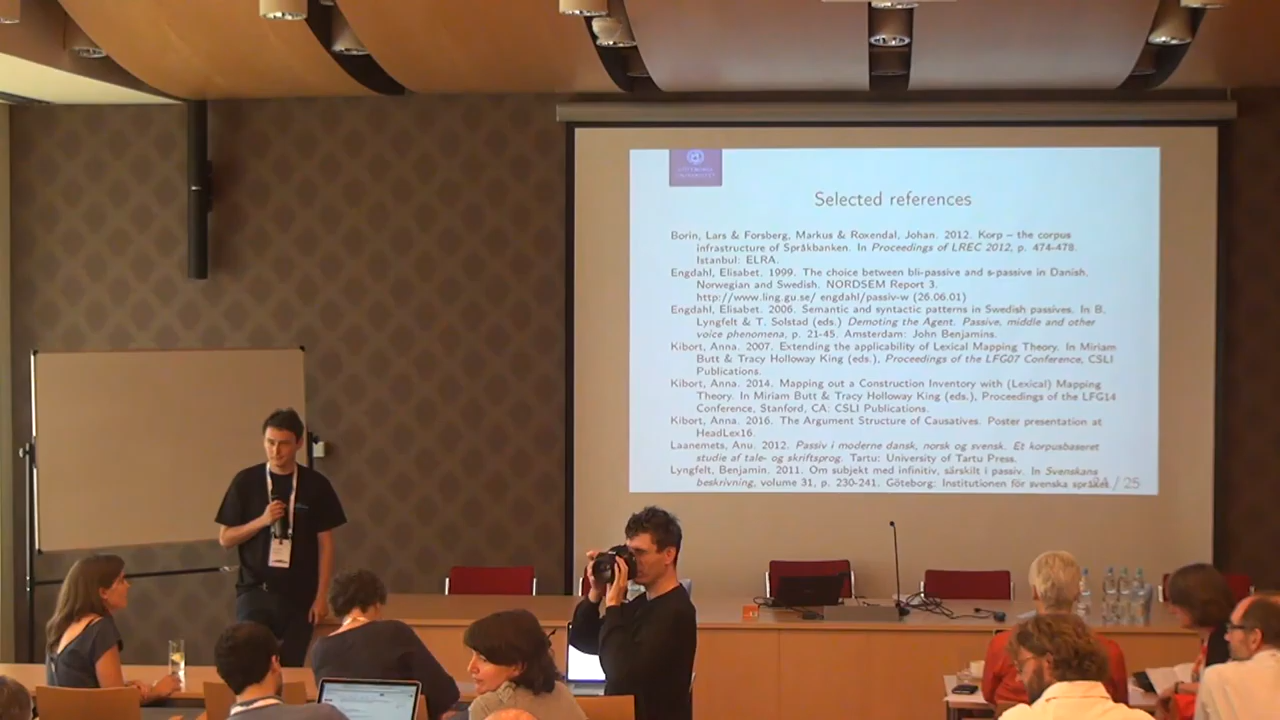 GÖTEBORGS
UNIVERSITET
Selected references
Borin, Lars & Forsberg, Markus & Roxendal, Johan. 2012. Korp – the corpus
infrastructure of Språkbanken. In Proceedings of LREC 2012, p. 474-478.
Istanbul: ELRA.
Engdahl, Elisabet. 1999. The choice between bli-passive and s-passive in Danish,
Norwegian and Swedish. NORDSEM Report 3.
http://www.ling.gu.se/ engdahl/passiv-w (26.06.01)
Engdahl, Elisabet. 2006. Semantic and syntactic patterns in Swedish passives. In B.
Lyngfelt & T. Solstad (eds.) Demoting the Agent. Passive, middle and other
voice phenomena, p. 21-45. Amsterdam: John Benjamins.
Kibort, Anna. 2007. Extending the applicability of Lexical Mapping Theory. In Miriam
Butt & Tracy Holloway King (eds.), Proceedings of the LFG07 Conference, CSLI
Publications.
Kibort, Anna. 2014. Mapping out a Construction Inventory with (Lexical) Mapping
Theory. In Miriam Butt & Tracy Holloway King (eds.), Proceedings of the LFG14
Conference, Stanford, CA: CSLI Publications.
Kibort, Anna. 2016. The Argument Structure of Causatives. Poster presentation at
HeadLex16.
Laanemets, Anu. 2012. Passiv i moderne dansk, norsk og svensk. Et korpusbaseret
studie af tale- og skriftsprog. Tartu: University of Tartu Press.
Lyngfelt, Benjamin. 2011. Om subjekt med infinitiv, särskilt i passiv. In Svenskans
beskrivning, volume 31, p. 230-241. Göteborg: Institutionen för svenska språket. / 25